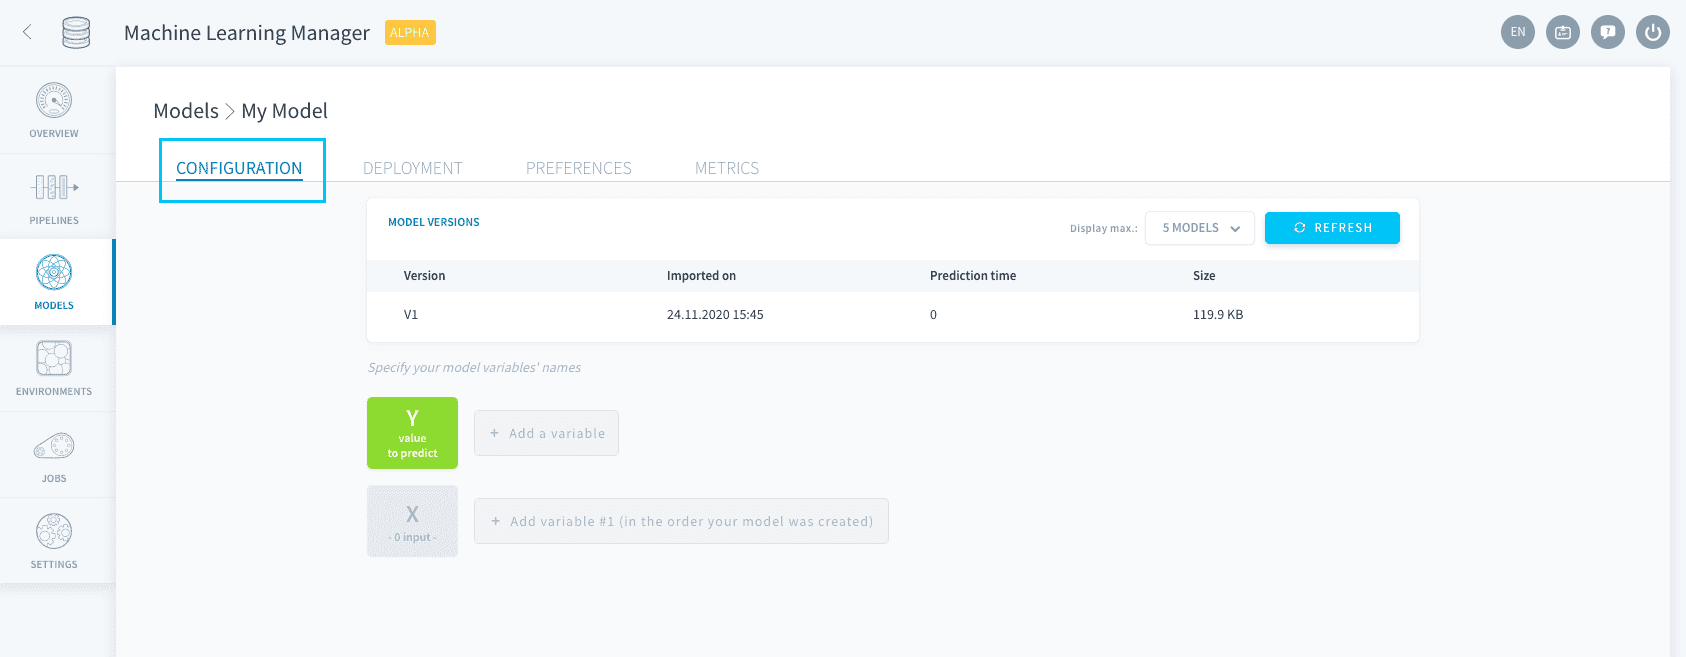 Machine Learning Manager ALPHA
EN
OVERVIEW
PIPELINES
MODELS
ENVIRONMENTS
JOBS
SETTINGS
Models > My Model
CONFIGURATION DEPLOYMENT PREFERENCES METRICS
MODEL VERSIONS
Display max.: 5 MODELS REFRESH
Version Imported on Prediction time Size
V1 24.11.2020 15:45 0 119.9 KB
Specify your model variables' names
Y
value
to predict
+ Add a variable
X
- 0 input -
+ Add variable #1 (in the order your model was created)